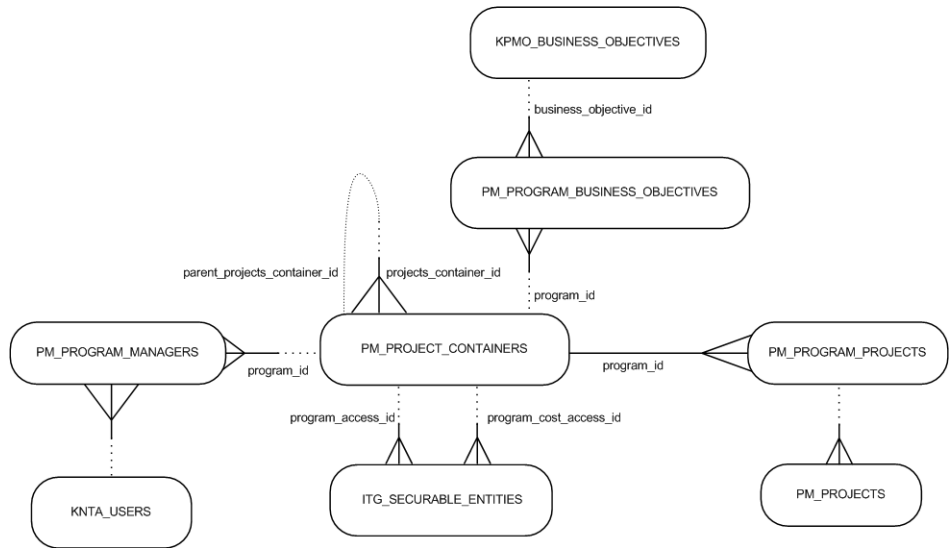 KPMO_BUSINESS_OBJECTIVES
business_objective_id
PM_PROGRAM_BUSINESS_OBJECTIVES
parent_projects_container_id
projects_container_id
program_id
PM_PROGRAM_MANAGERS
program_id
PM_PROJECT_CONTAINERS
program_id
PM_PROGRAM_PROJECTS
program_access_id
program_cost_access_id
KNTA_USERS
ITG_SECURABLE_ENTITIES
PM_PROJECTS